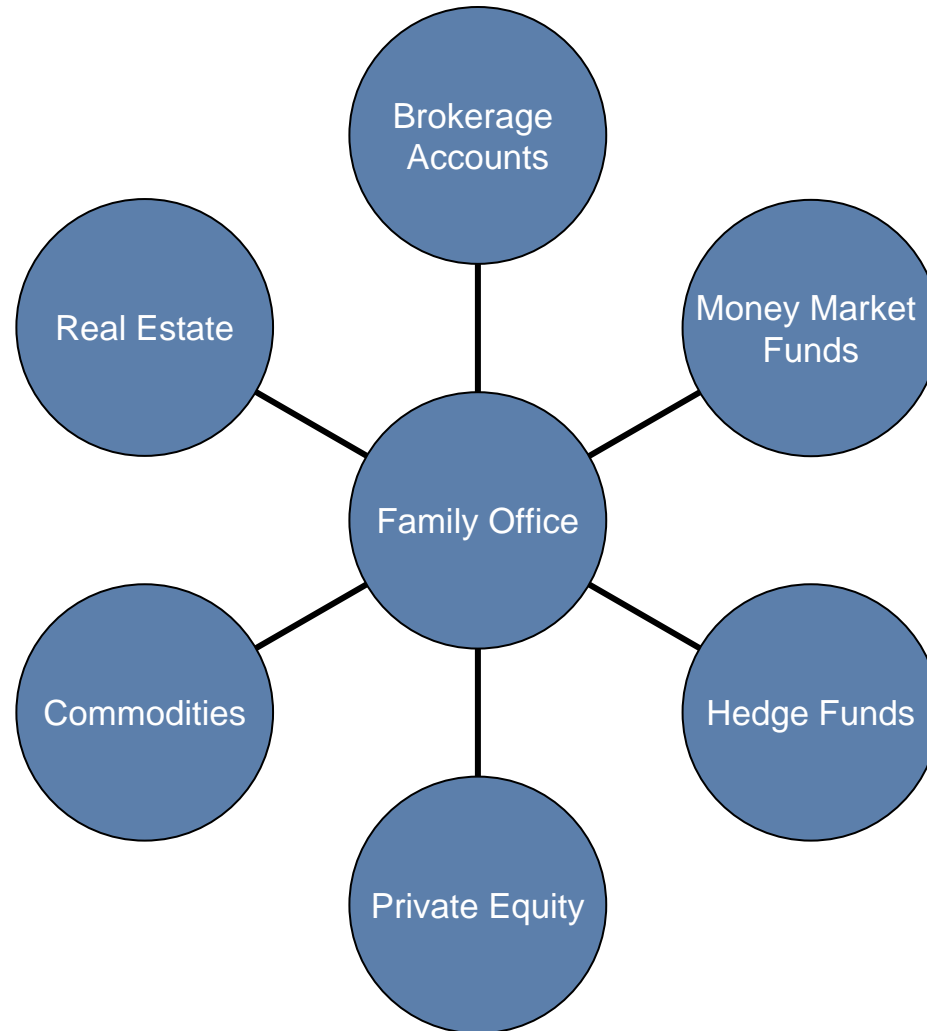 Brokerage
Accounts
Real Estate
Money Market
Funds
Family Office
Commodities
Hedge Funds
Private Equity